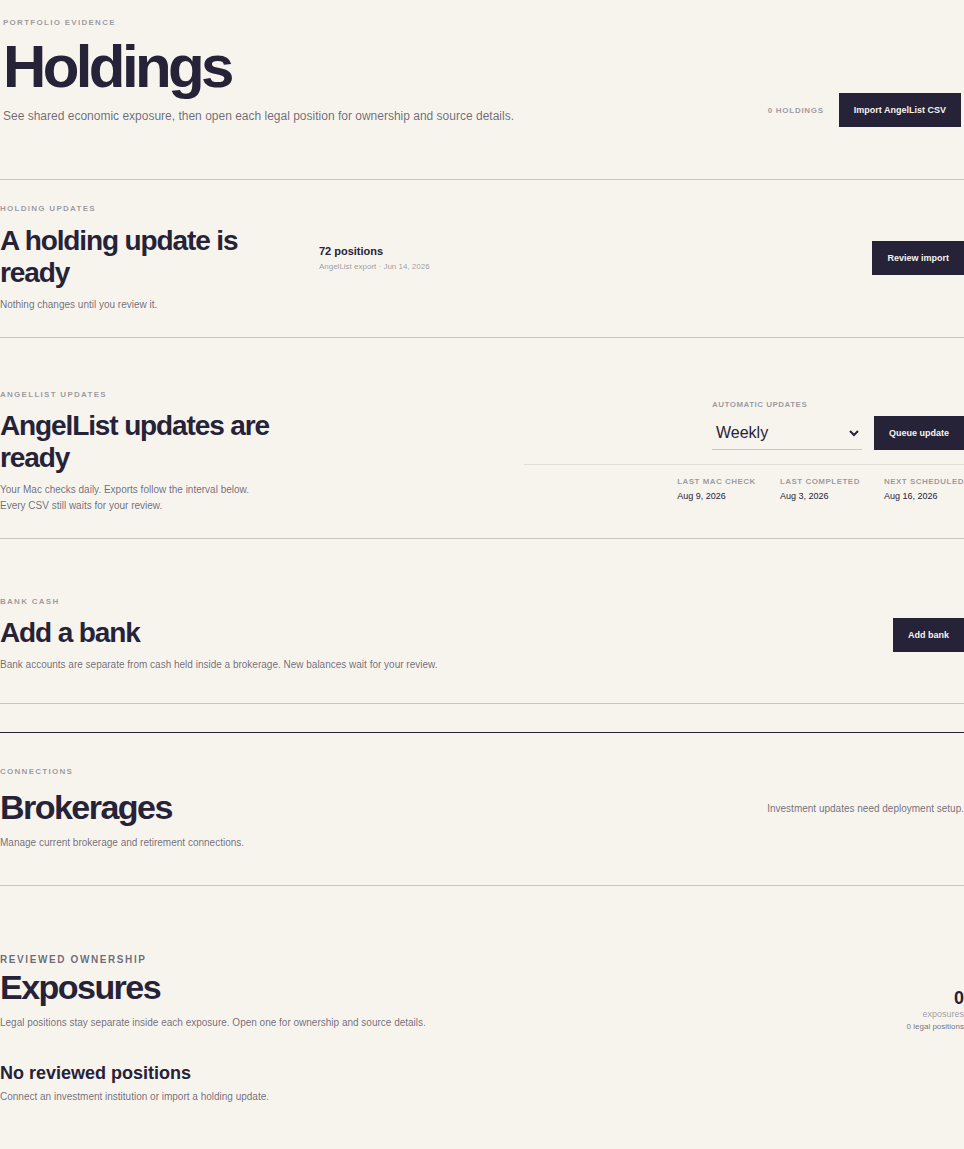 PORTFOLIO EVIDENCE
Holdings
See shared economic exposure, then open each legal position for ownership and source details.
0 HOLDINGS
Import AngelList CSV
HOLDING UPDATES
A holding update is
ready
Nothing changes until you review it.
72 positions
AngelList export · Jun 14, 2026
Review import
ANGELLIST UPDATES
AngelList updates are
ready
Your Mac checks daily. Exports follow the interval below.
Every CSV still waits for your review.
AUTOMATIC UPDATES
Weekly
Queue update
LAST MAC CHECK
Aug 9, 2026
LAST COMPLETED
Aug 3, 2026
NEXT SCHEDULED
Aug 16, 2026
BANK CASH
Add a bank
Bank accounts are separate from cash held inside a brokerage. New balances wait for your review.
Add bank
CONNECTIONS
Brokerages
Manage current brokerage and retirement connections.
Investment updates need deployment setup.
REVIEWED OWNERSHIP
Exposures
Legal positions stay separate inside each exposure. Open one for ownership and source details.
0
exposures
0 legal positions
No reviewed positions
Connect an investment institution or import a holding update.